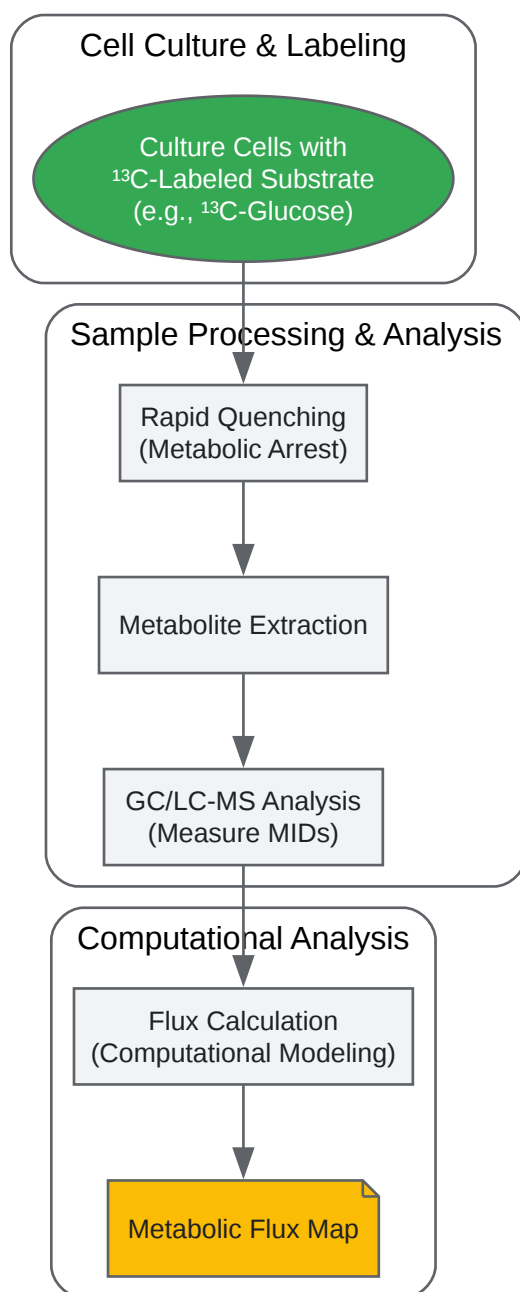 Cell Culture & Labeling
Culture Cells with
¹³C-Labeled Substrate
(e.g., ¹³C-Glucose)
Sample Processing & Analysis
Rapid Quenching
(Metabolic Arrest)
Metabolite Extraction
GC/LC-MS Analysis
(Measure MIDs)
Computational Analysis
Flux Calculation
(Computational Modeling)
Metabolic Flux Map